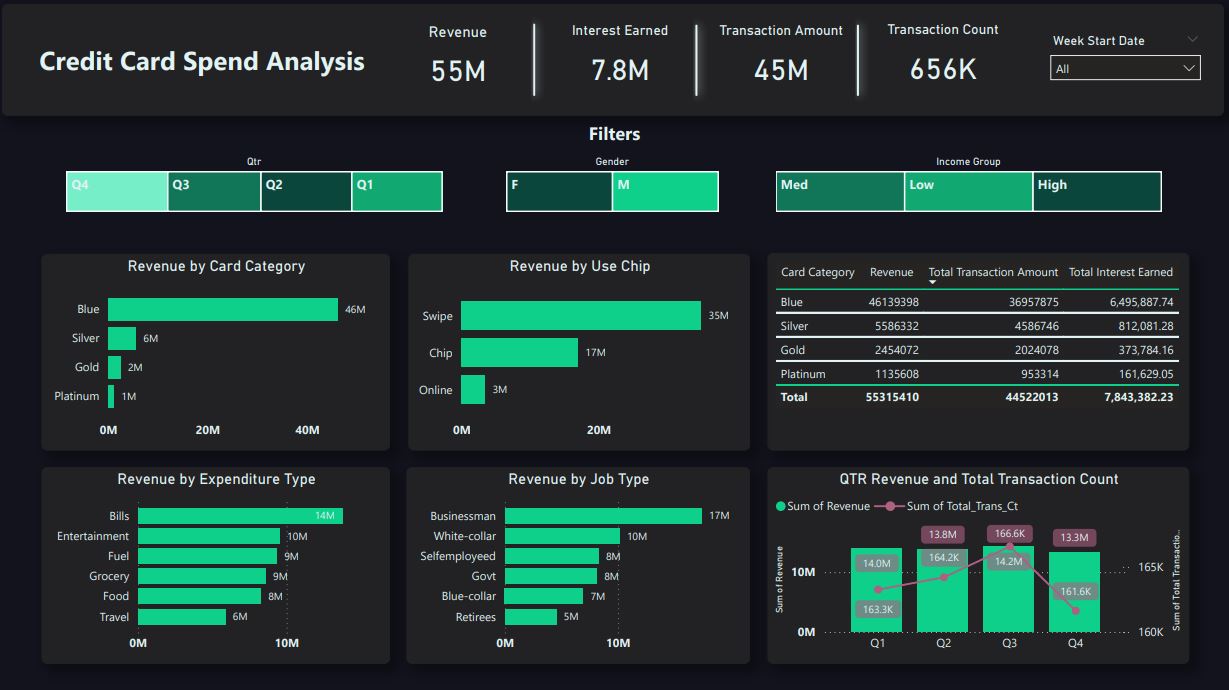 Credit Card Spend Analysis
Revenue
55M
Interest Earned
7.8M
Transaction Amount
45M
Transaction Count
656K
Week Start Date
All
Filters
Qtr
Q4 Q3 Q2 Q1
Gender
F M
Income Group
Med Low High
Revenue by Card Category
Blue 46M
Silver 6M
Gold 2M
Platinum 1M
0M 20M 40M
Revenue by Use Chip
Swipe 35M
Chip 17M
Online 3M
0M 20M
Card Category Revenue Total Transaction Amount Total Interest Earned
Blue 46139398 36957875 6,495,887.74
Silver 5586332 4586746 812,081.28
Gold 2454072 2024078 373,784.16
Platinum 1135608 953314 161,629.05
Total 55315410 44522013 7,843,382.23
Revenue by Expenditure Type
Bills 14M
Entertainment 10M
Fuel 9M
Grocery 9M
Food 8M
Travel 6M
0M 10M
Revenue by Job Type
Businessman 17M
White-collar 10M
Selfemployeed 8M
Govt 8M
Blue-collar 7M
Retirees 5M
0M 10M
QTR Revenue and Total Transaction Count
Sum of Revenue Sum of Total_Trans_Ct
Sum of Revenue
10M
0M
14.0M 13.8M 14.2M 13.3M
163.3K 164.2K 166.6K 161.6K
Q1 Q2 Q3 Q4
165K
160K
Sum of Total Transactio...